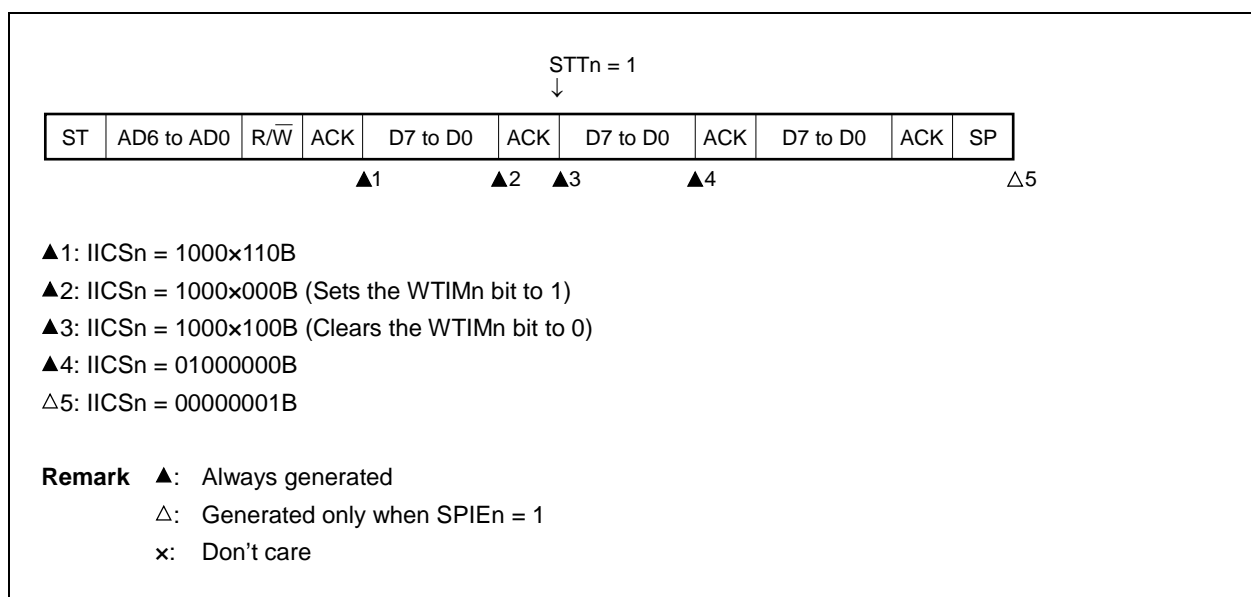 STTn = 1
↓
ST AD6 to AD0 R/W̅ ACK D7 to D0 ACK D7 to D0 ACK D7 to D0 ACK SP
▲1 ▲2 ▲3 ▲4 △5
▲1: IICSn = 1000×110B
▲2: IICSn = 1000×000B (Sets the WTIMn bit to 1)
▲3: IICSn = 1000×100B (Clears the WTIMn bit to 0)
▲4: IICSn = 01000000B
△5: IICSn = 00000001B
Remark ▲: Always generated
△: Generated only when SPIEn = 1
×: Don't care